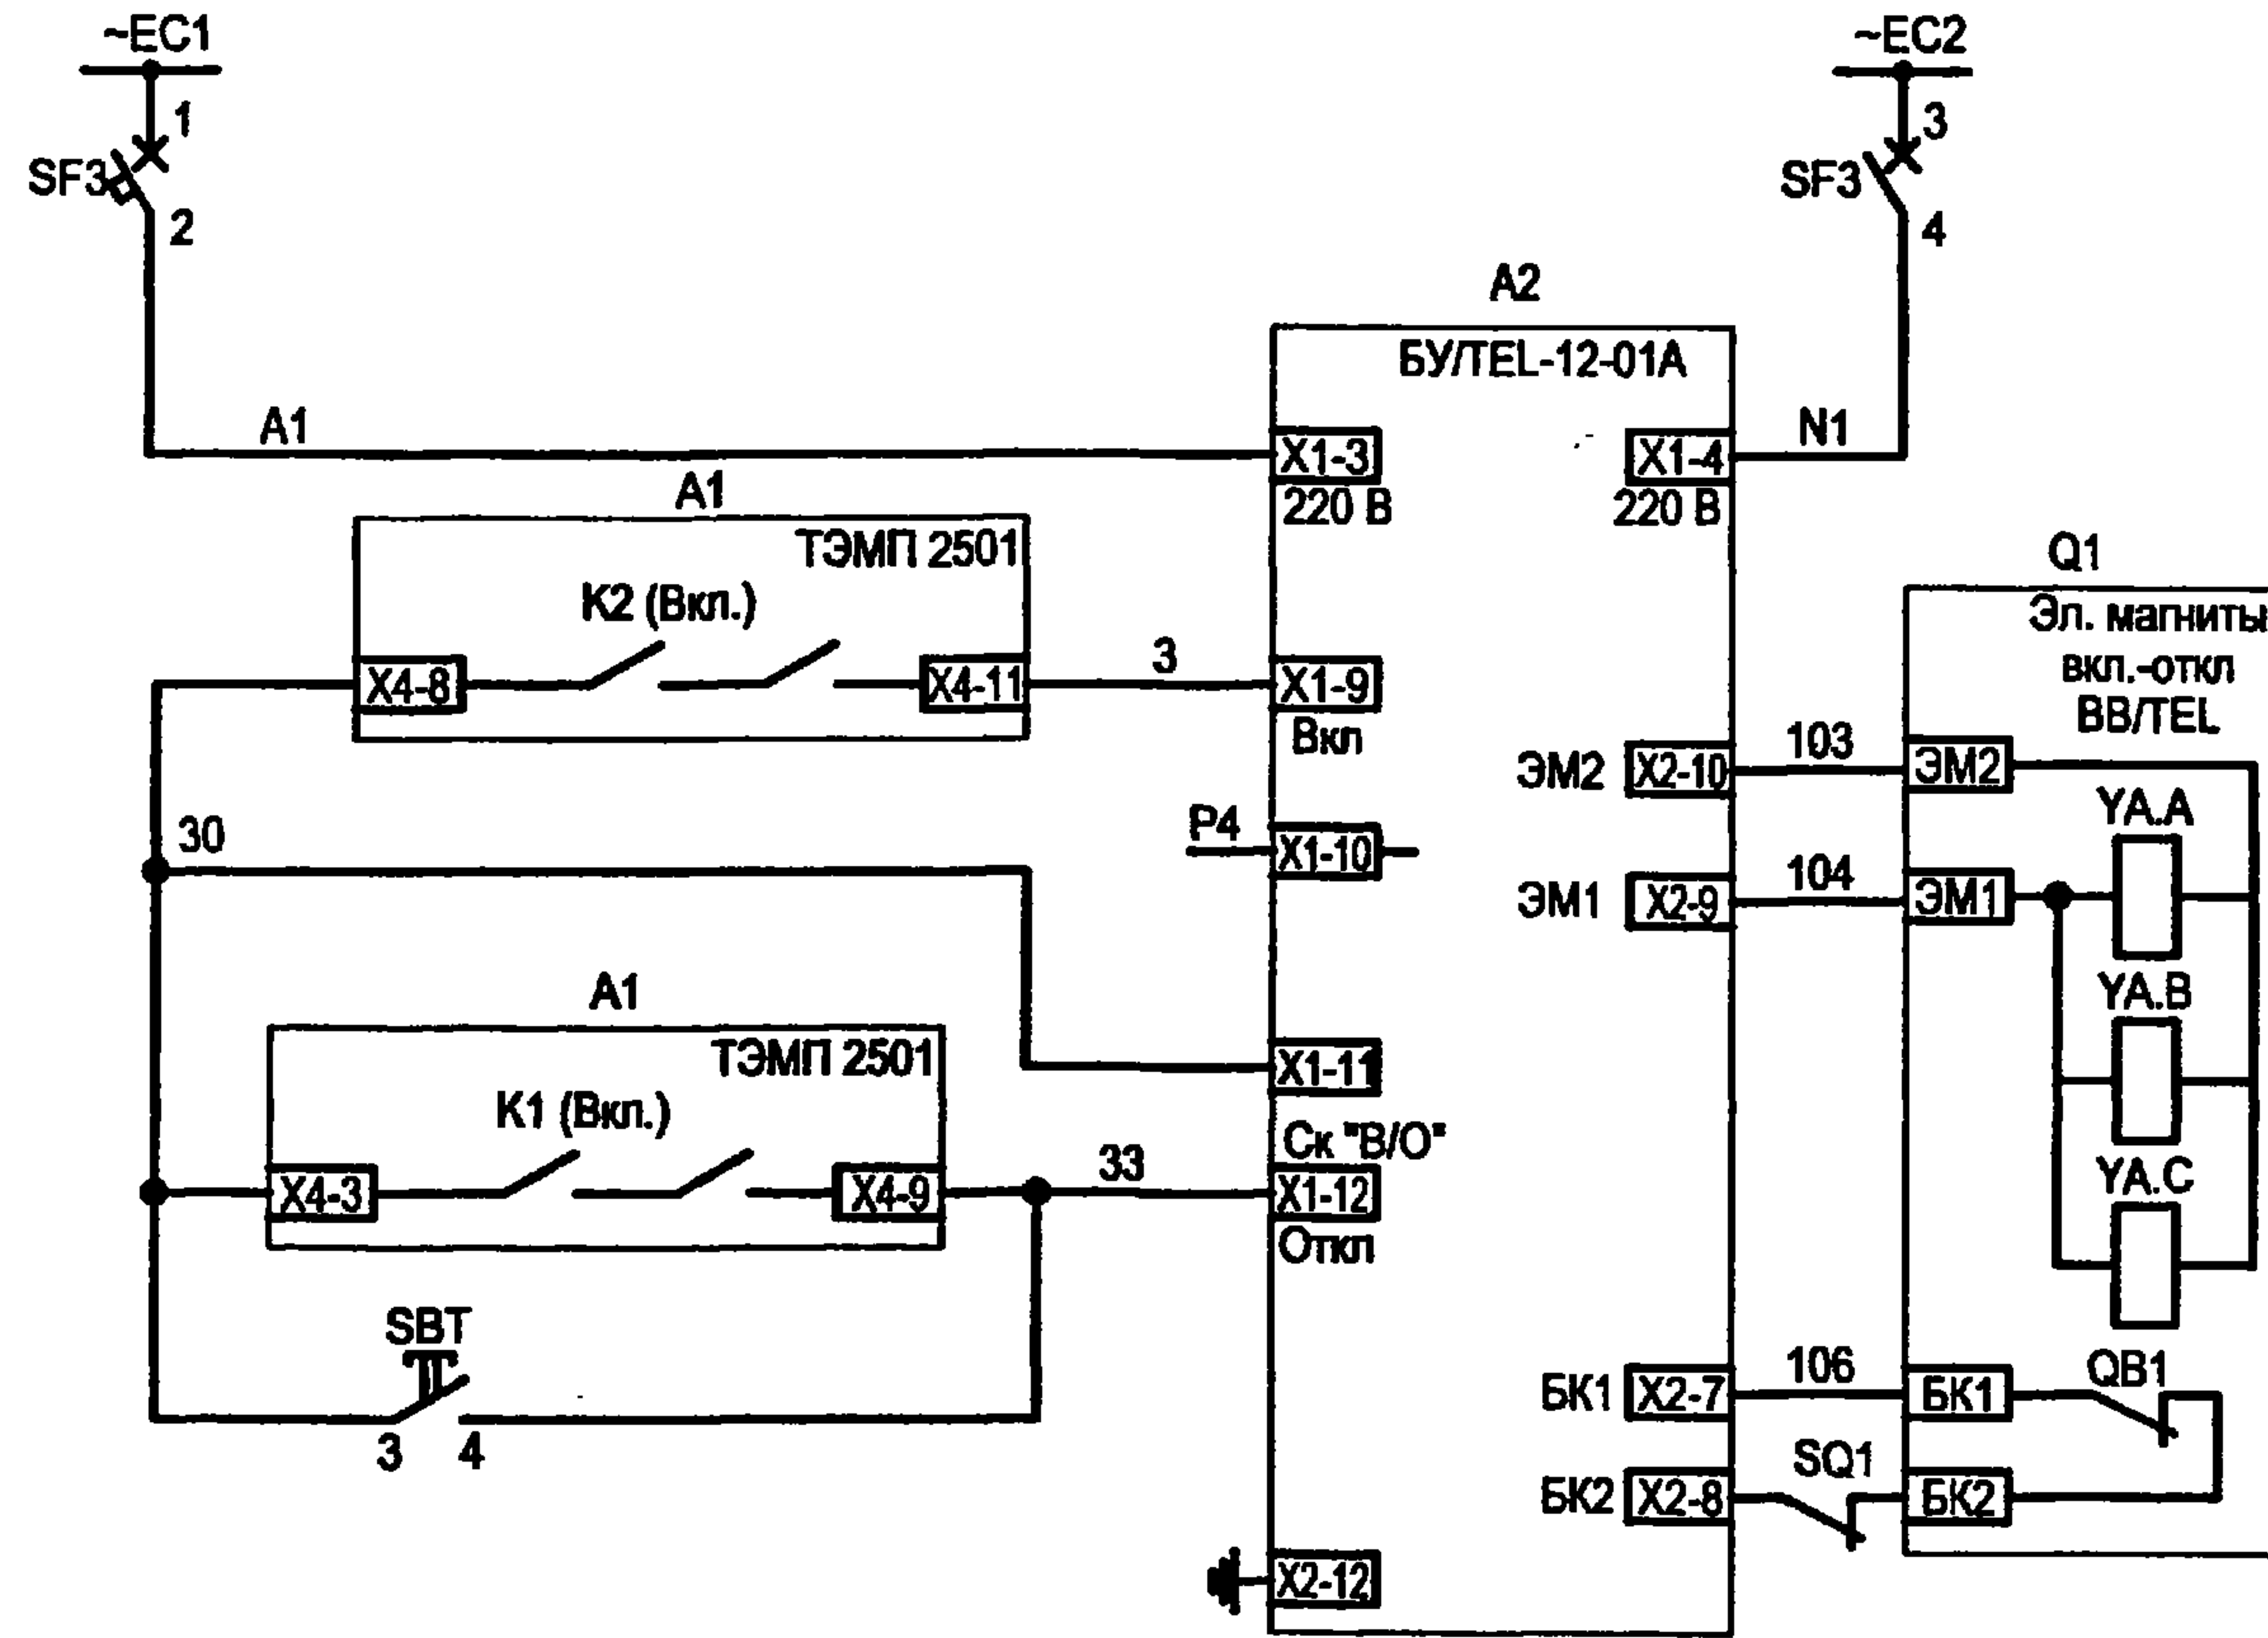 ~EC1
~EC2
1
3
SF3
SF3
2
4
A2
БУ/TEL-12-01А
A1
N1
X1-3
X1-4
220 В
220 В
A1
ТЭМП 2501
K2 (Вкл.)
X4-8
X4-11
3
X1-9
Вкл
Q1
Эл. магниты
вкл.-откл
BB/TEL
ЭМ2
X2-10
103
ЭМ2
YA.A
30
P4
X1-10
ЭМ1
X2-9
104
ЭМ1
YA.B
A1
ТЭМП 2501
X1-11
K1 (Вкл.)
Ск "В/О"
X4-3
X4-9
33
X1-12
Откл
YA.C
SBT
3
4
БК1
X2-7
106
БК1
QB1
БК2
X2-8
SQ1
БК2
X2-12